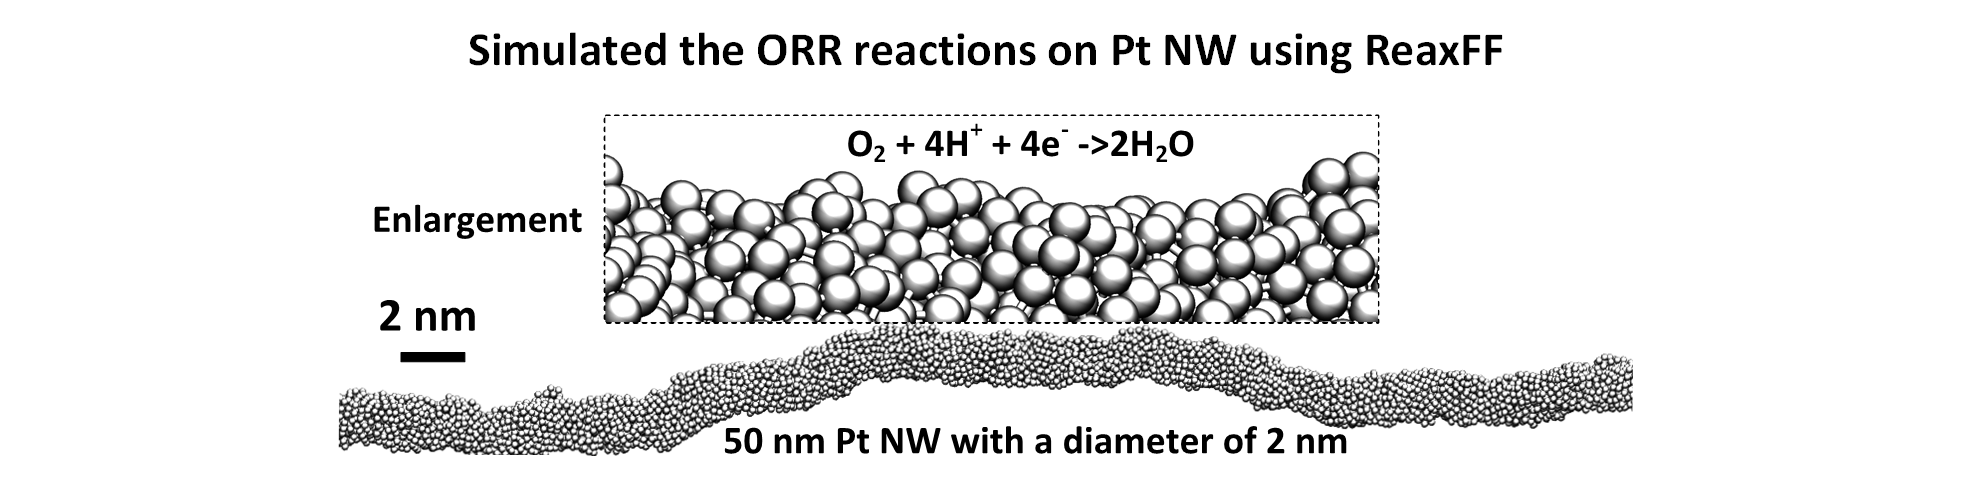 Simulated the ORR reactions on Pt NW using ReaxFF
O₂ + 4H⁺ + 4e⁻ ->2H₂O
Enlargement
2 nm
50 nm Pt NW with a diameter of 2 nm